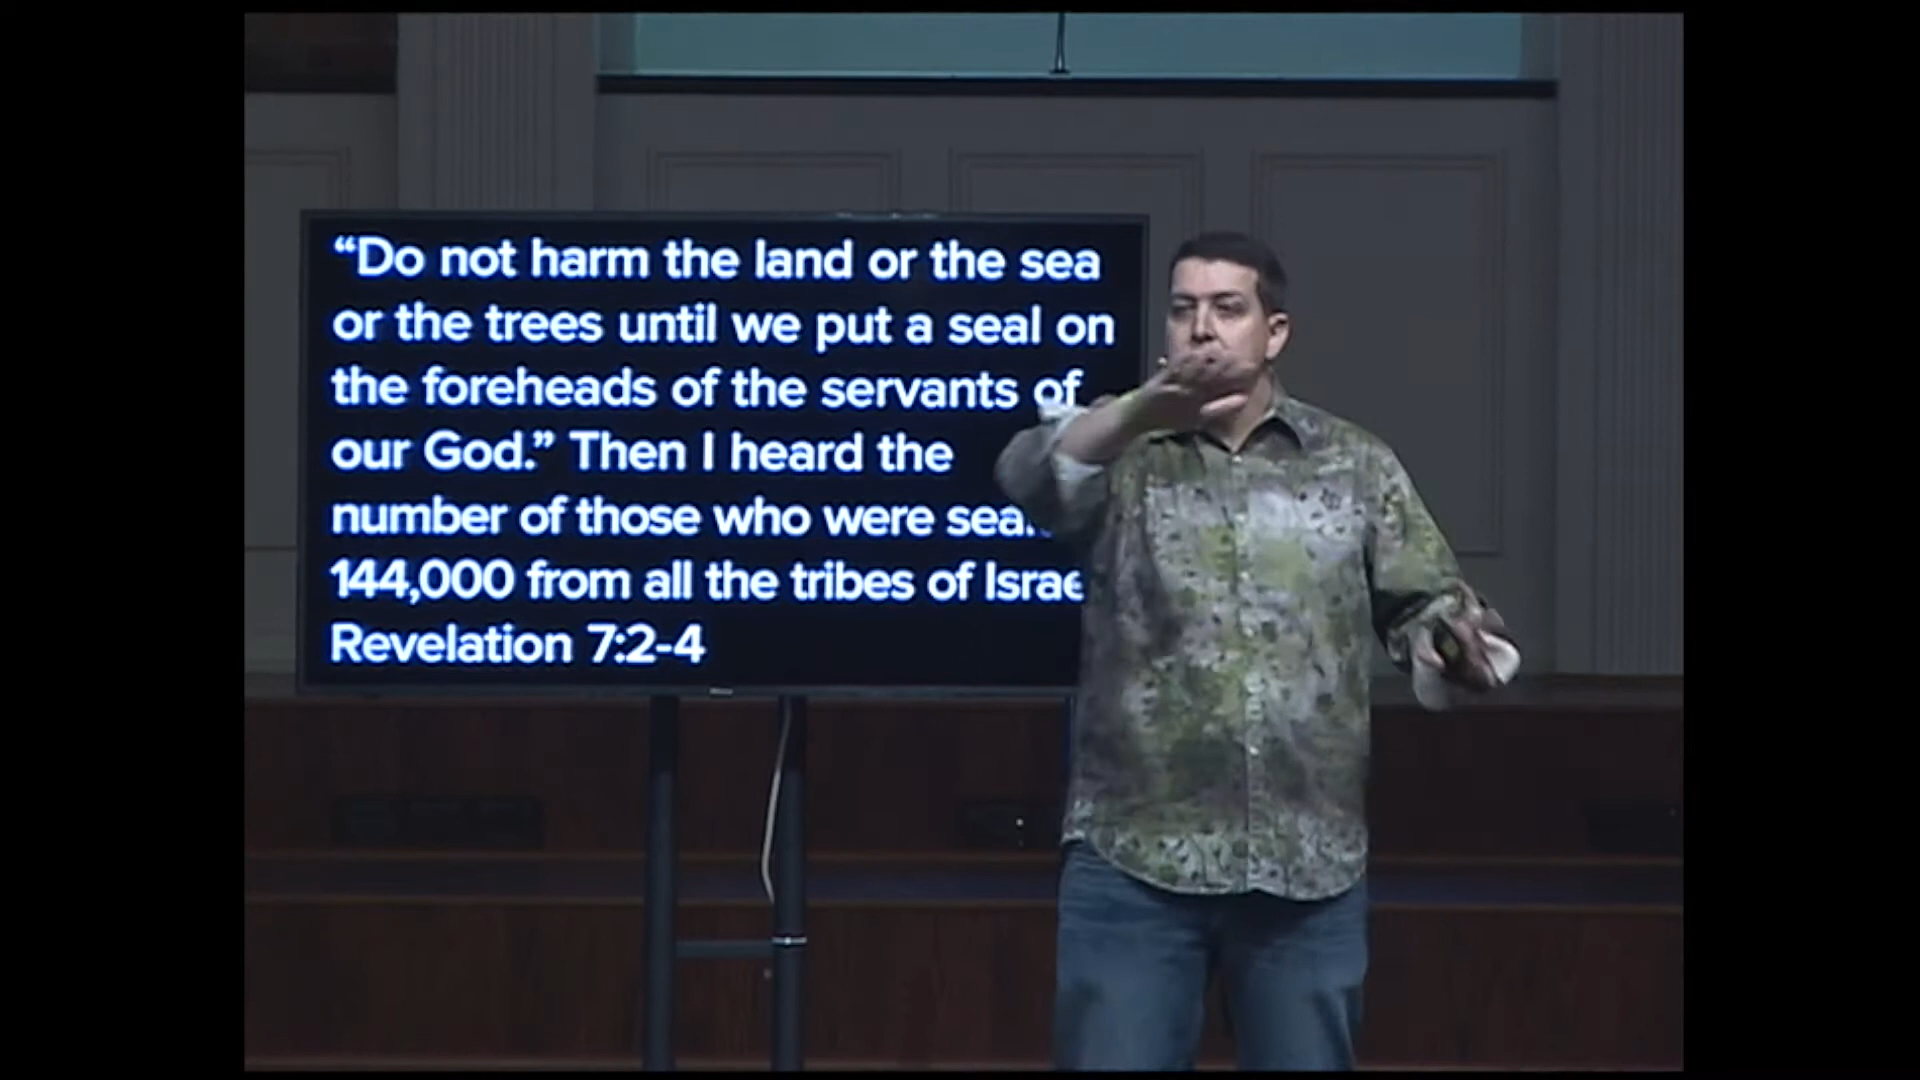 “Do not harm the land or the sea
or the trees until we put a seal on
the foreheads of the servants of
our God.” Then I heard the
number of those who were
144,000 from all the tribes of
Revelation 7:2-4